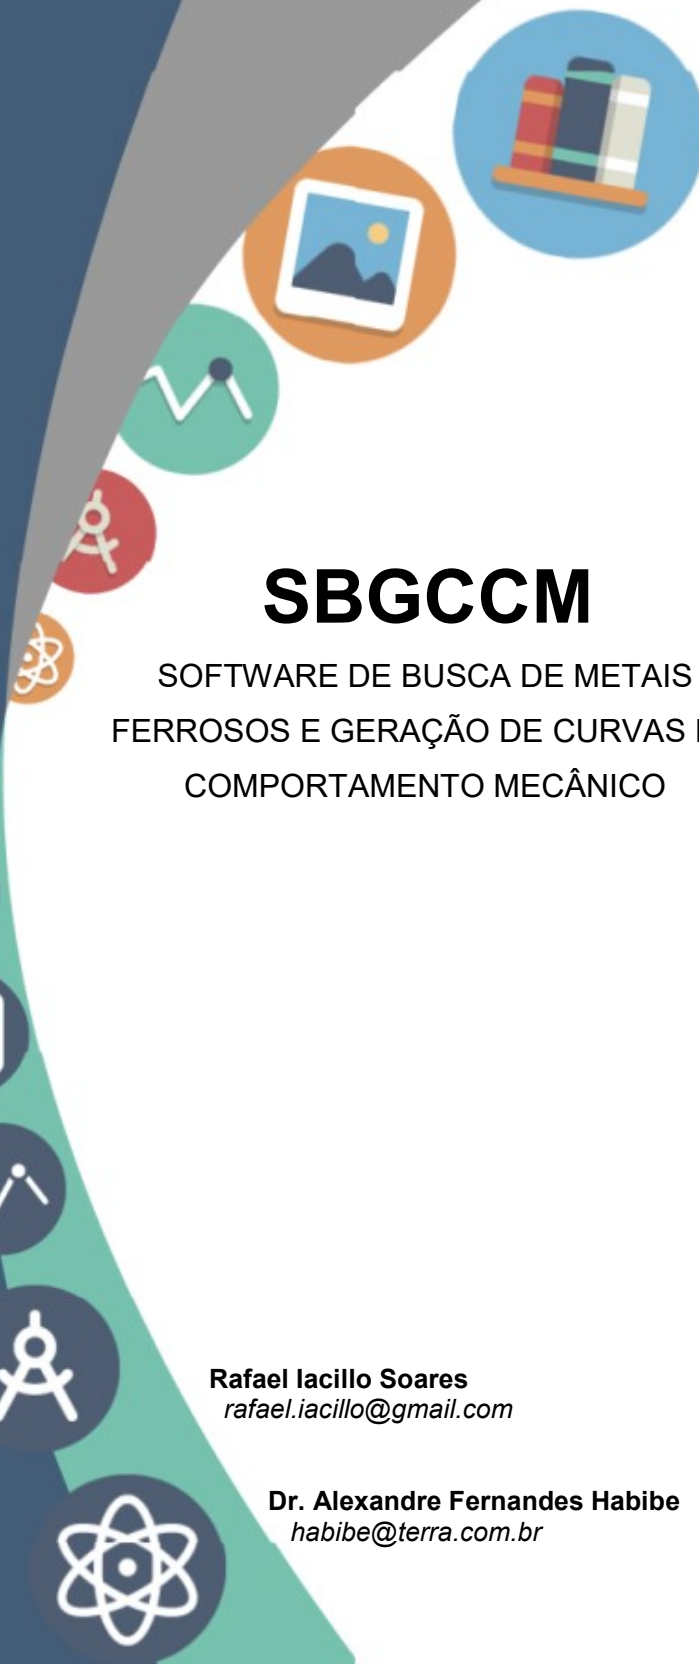 SBGCCM
SOFTWARE DE BUSCA DE METAIS
FERROSOS E GERAÇÃO DE CURVAS
COMPORTAMENTO MECÂNICO
Rafael Iacillo Soares
rafael.iacillo@gmail.com
Dr. Alexandre Fernandes Habibe
habibe@terra.com.br